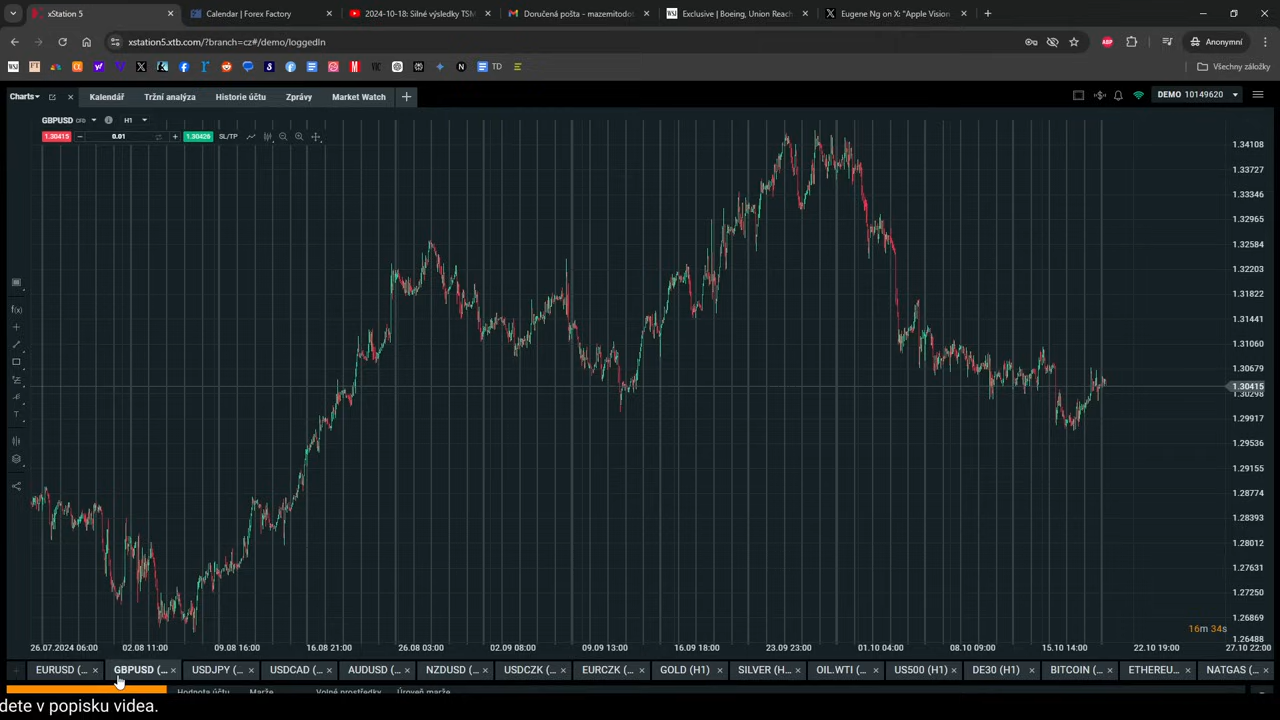 xStation 5
Calendar | Forex Factory
2024-10-18: Silné výsledky TSM
Doručená pošta - mazemitodot
Exclusive | Boeing, Union Reach
Eugene Ng on X: "Apple Vision
xstation5.xtb.com/?branch=cz#/demo/loggedIn
Anonymní
Všechny záložky
TD
Charts
Kalendář
Tržní analýza
Historie účtu
Zprávy
Market Watch
DEMO 10149620
GBPUSD CFD
H1
1.30415
0.01
1.30426
SL/TP
1.34108
1.33727
1.33346
1.32965
1.32584
1.32203
1.31822
1.31441
1.31060
1.30679
1.30415
1.30298
1.29917
1.29536
1.29155
1.28774
1.28393
1.28012
1.27631
1.27250
1.26869
1.26488
16m 34s
26.07.2024 06:00
02.08 11:00
09.08 16:00
16.08 21:00
26.08 03:00
02.09 08:00
09.09 13:00
16.09 18:00
23.09 23:00
01.10 04:00
08.10 09:00
15.10 14:00
22.10 19:00
27.10 22:00
EURUSD (...
GBPUSD (...
USDJPY (...
USDCAD (...
AUDUSD (...
NZDUSD (...
USDCZK (...
EURCZK (...
GOLD (H1)
SILVER (H...
OIL.WTI (...
US500 (H1)
DE30 (H1)
BITCOIN (...
ETHEREU...
NATGAS (...
Hodnota účtu
Marže
Volné prostředky
Úroveň marže
dete v popisku videa.